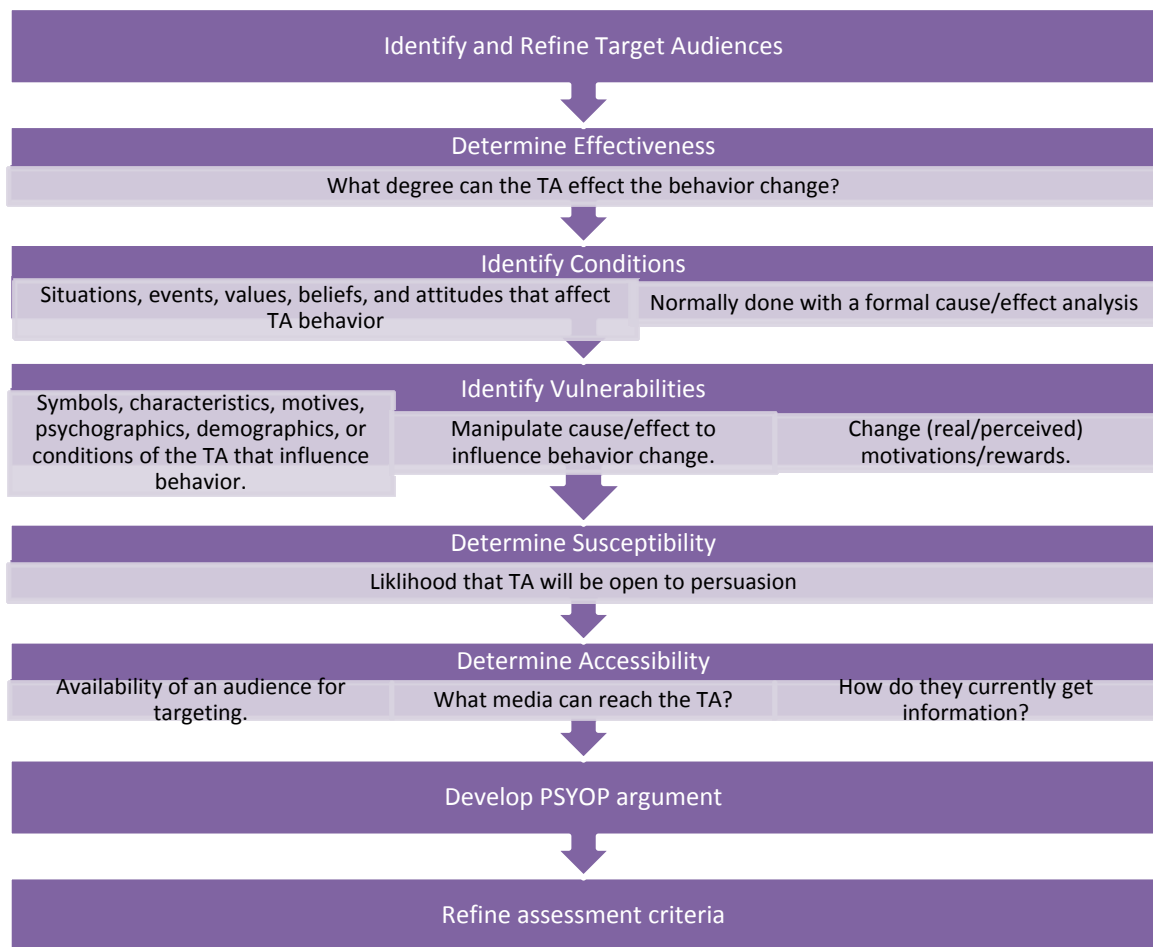 Identify and Refine Target Audiences
Determine Effectiveness
What degree can the TA effect the behavior change?
Identify Conditions
Situations, events, values, beliefs, and attitudes that affect
TA behavior
Normally done with a formal cause/effect analysis
Identify Vulnerabilities
Symbols, characteristics, motives,
psychographics, demographics, or
conditions of the TA that influence
behavior.
Manipulate cause/effect to
influence behavior change.
Change (real/perceived)
motivations/rewards.
Determine Susceptibility
Liklihood that TA will be open to persuasion
Determine Accessibility
Availability of an audience for
targeting.
What media can reach the TA?
How do they currently get
information?
Develop PSYOP argument
Refine assessment criteria